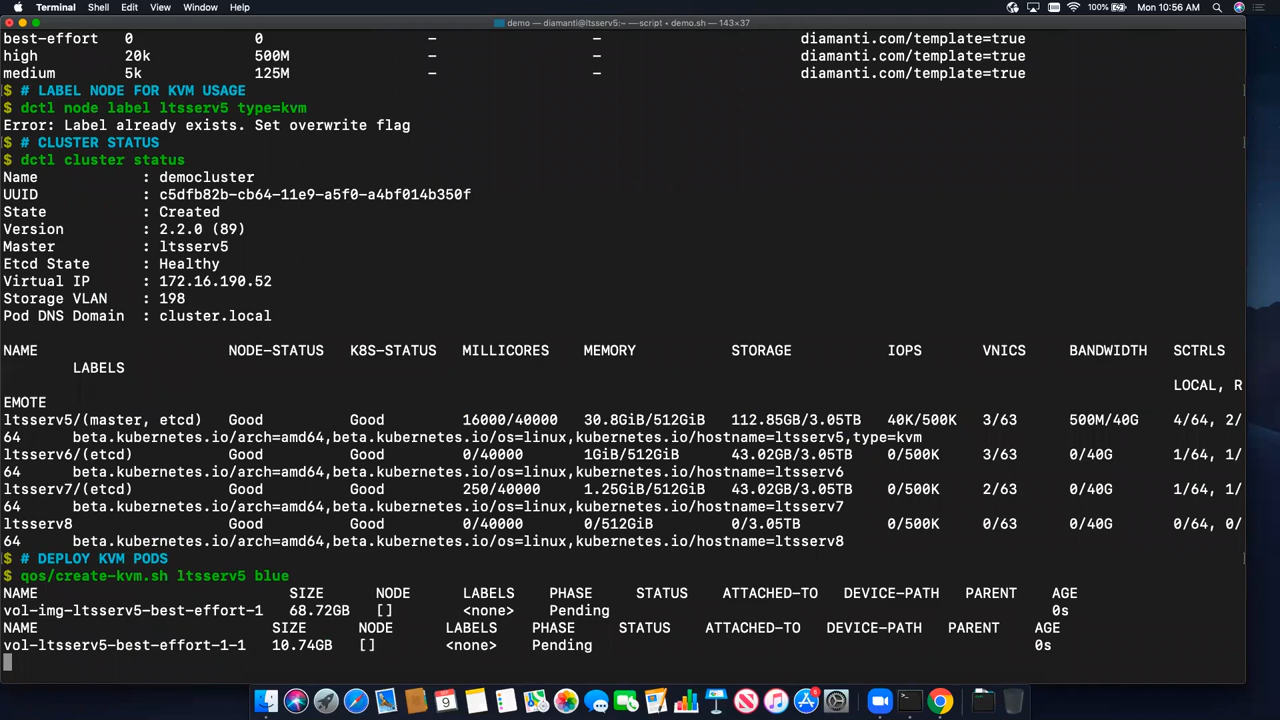 Terminal Shell Edit View Window Help 100% Mon 10:56 AM
demo — diamanti@ltsserv5:~ — script • demo.sh — 143×37
best-effort 0 0 – – diamanti.com/template=true
high 20k 500M – – diamanti.com/template=true
medium 5k 125M – – diamanti.com/template=true
$ # LABEL NODE FOR KVM USAGE
$ dctl node label ltsserv5 type=kvm
Error: Label already exists. Set overwrite flag
$ # CLUSTER STATUS
$ dctl cluster status
Name : democluster
UUID : c5dfb82b-cb64-11e9-a5f0-a4bf014b350f
State : Created
Version : 2.2.0 (89)
Master : ltsserv5
Etcd State : Healthy
Virtual IP : 172.16.190.52
Storage VLAN : 198
Pod DNS Domain : cluster.local
NAME NODE-STATUS K8S-STATUS MILLICORES MEMORY STORAGE IOPS VNICS BANDWIDTH SCTRLS
LABELS
LOCAL, R
EMOTE
ltsserv5/(master, etcd) Good Good 16000/40000 30.8GiB/512GiB 112.85GB/3.05TB 40K/500K 3/63 500M/40G 4/64, 2/
64 beta.kubernetes.io/arch=amd64,beta.kubernetes.io/os=linux,kubernetes.io/hostname=ltsserv5,type=kvm
ltsserv6/(etcd) Good Good 0/40000 1GiB/512GiB 43.02GB/3.05TB 0/500K 3/63 0/40G 1/64, 1/
64 beta.kubernetes.io/arch=amd64,beta.kubernetes.io/os=linux,kubernetes.io/hostname=ltsserv6
ltsserv7/(etcd) Good Good 250/40000 1.25GiB/512GiB 43.02GB/3.05TB 0/500K 2/63 0/40G 1/64, 1/
64 beta.kubernetes.io/arch=amd64,beta.kubernetes.io/os=linux,kubernetes.io/hostname=ltsserv7
ltsserv8 Good Good 0/40000 0/512GiB 0/3.05TB 0/500K 0/63 0/40G 0/64, 0/
64 beta.kubernetes.io/arch=amd64,beta.kubernetes.io/os=linux,kubernetes.io/hostname=ltsserv8
$ # DEPLOY KVM PODS
$ qos/create-kvm.sh ltsserv5 blue
NAME SIZE NODE LABELS PHASE STATUS ATTACHED-TO DEVICE-PATH PARENT AGE
vol-img-ltsserv5-best-effort-1 68.72GB [] <none> Pending 0s
NAME SIZE NODE LABELS PHASE STATUS ATTACHED-TO DEVICE-PATH PARENT AGE
vol-ltsserv5-best-effort-1-1 10.74GB [] <none> Pending 0s